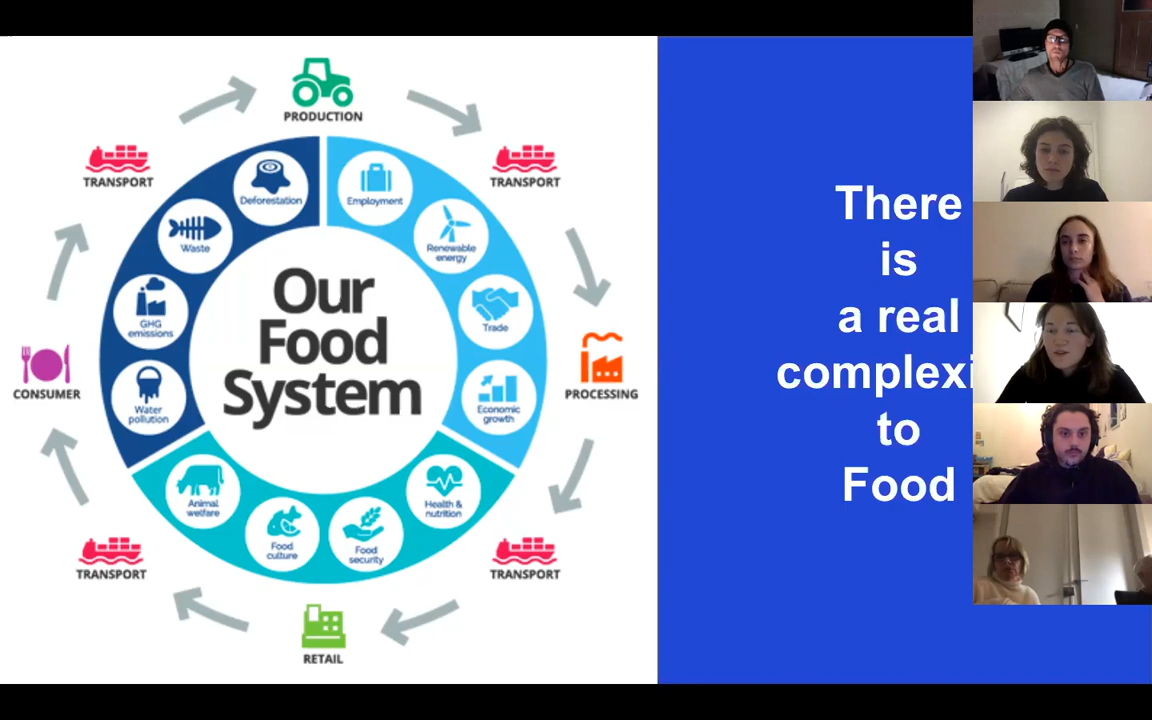 PRODUCTION
TRANSPORT
TRANSPORT
Deforestation
Employment
Waste
Renewable
energy
GHG
emissions
Trade
Our
Food
System
CONSUMER
PROCESSING
Water
pollution
Economic
growth
Animal
welfare
Health &
nutrition
Food
culture
Food
security
TRANSPORT
TRANSPORT
RETAIL
There
is
a real
complexi
to
Food